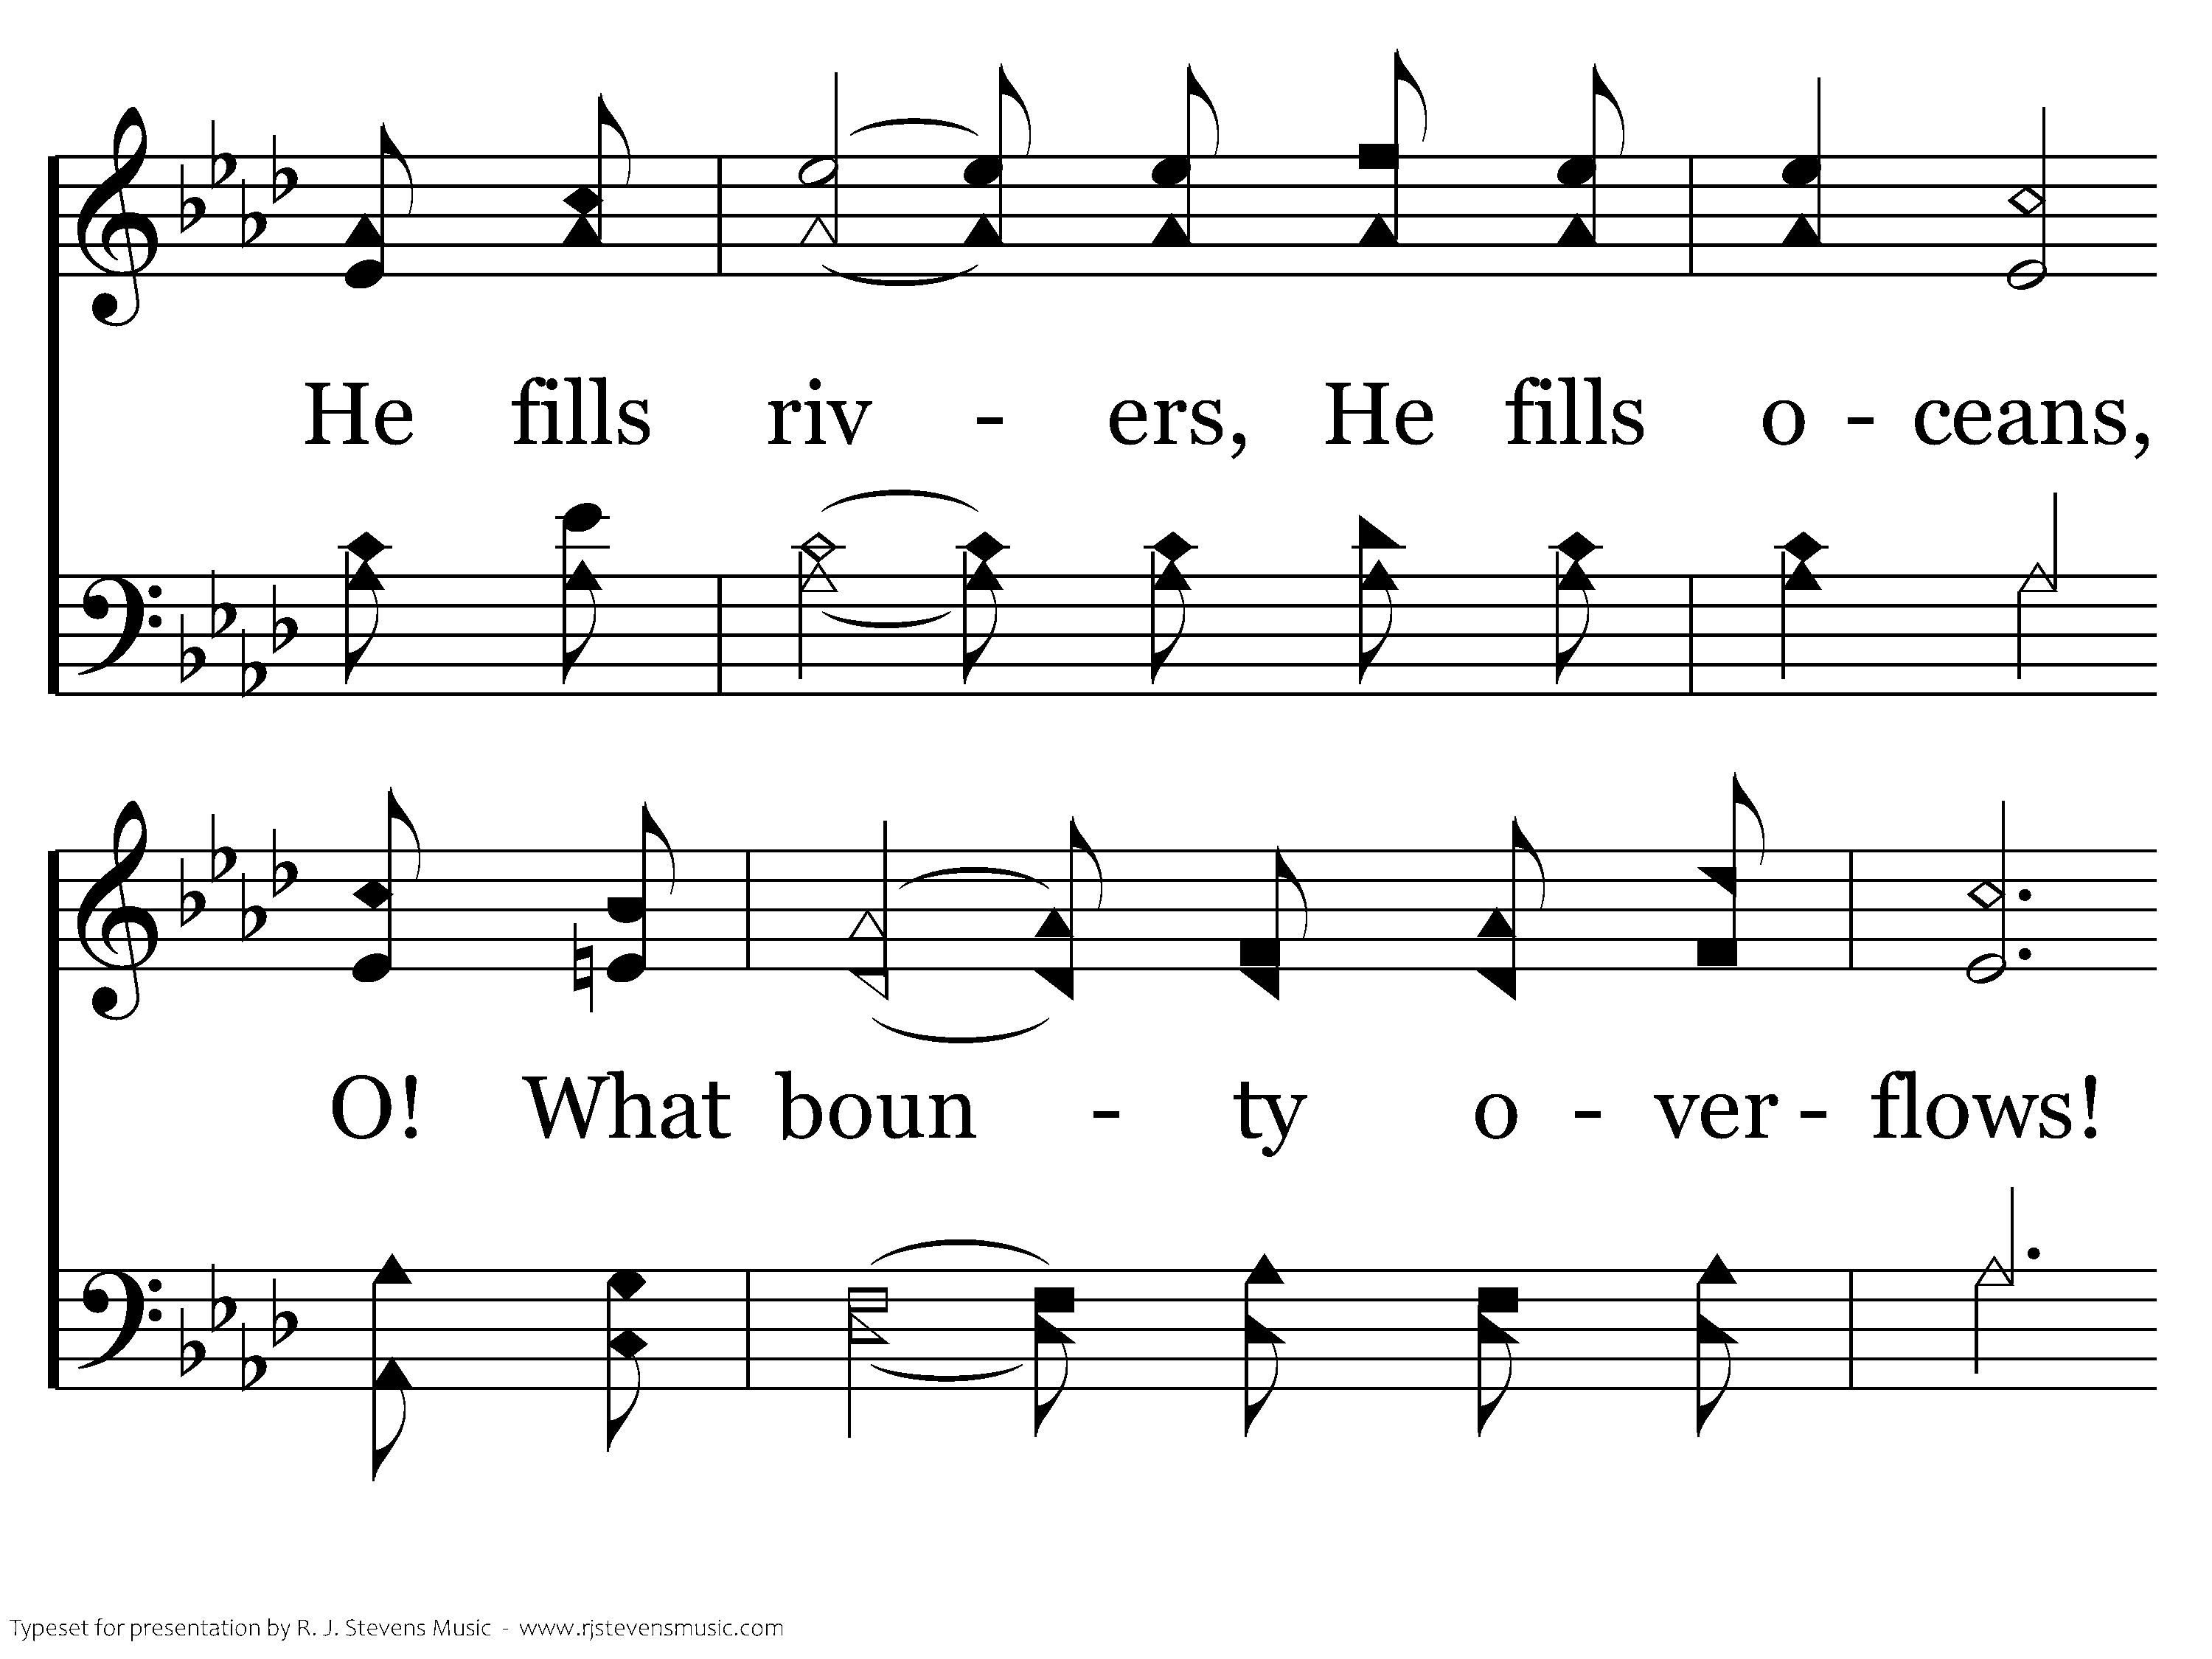 He fills riv - ers, He fills o - ceans,
O! What boun - ty o - ver - flows!
Typeset for presentation by R. J. Stevens Music - www.rjstevensmusic.com